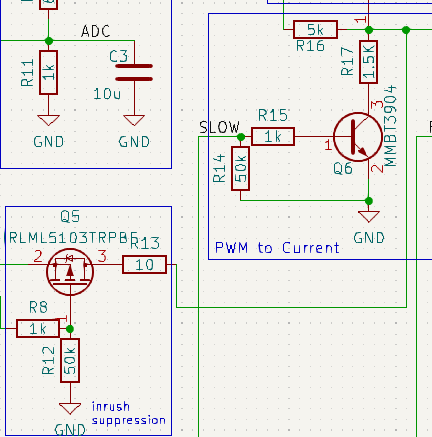 ADC
R11
1k
C3
10u
GND
GND
5k
R16
1
R17
1.5K
3
MMBT3904
SLOW
R15
1k
1
Q6
2
R14
50k
GND
PWM to Current
Q5
IRLML5103TRPBF
R13
2
3
10
R8
1k
1
R12
50k
GND
inrush
suppression